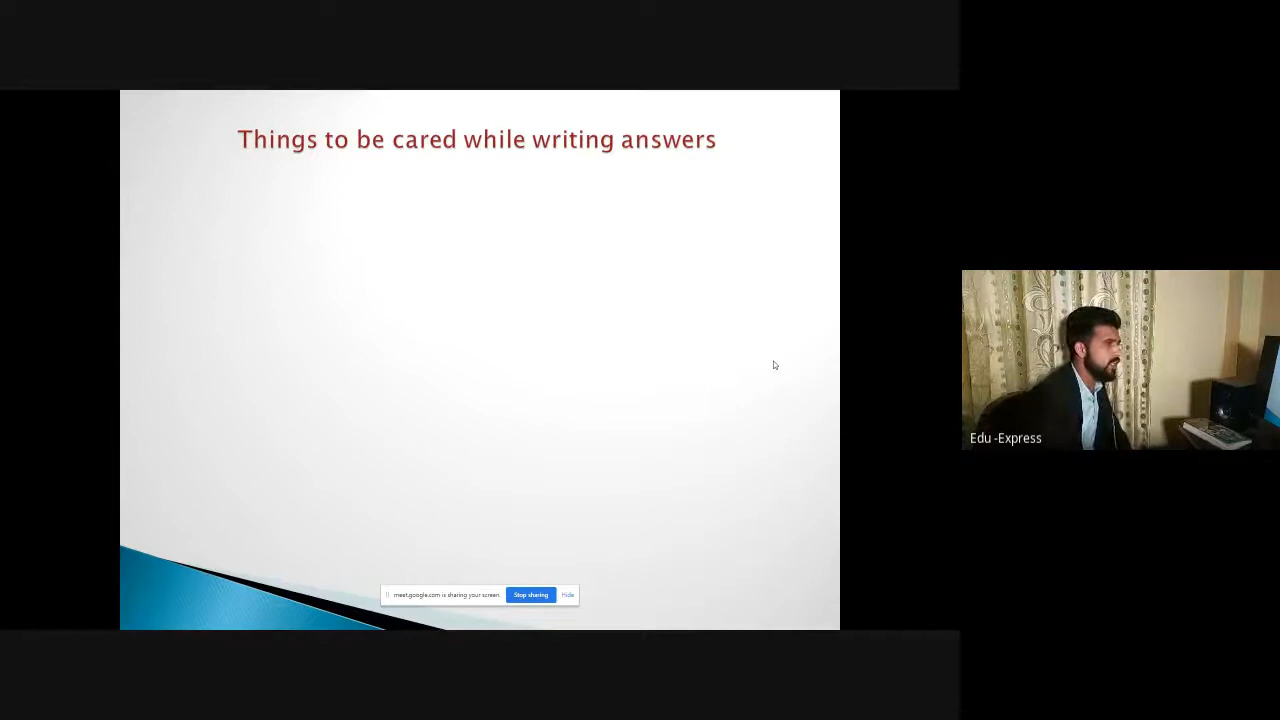 Things to be cared while writing answers
Edu -Express
meet.google.com is sharing your screen.
Stop sharing
Hide